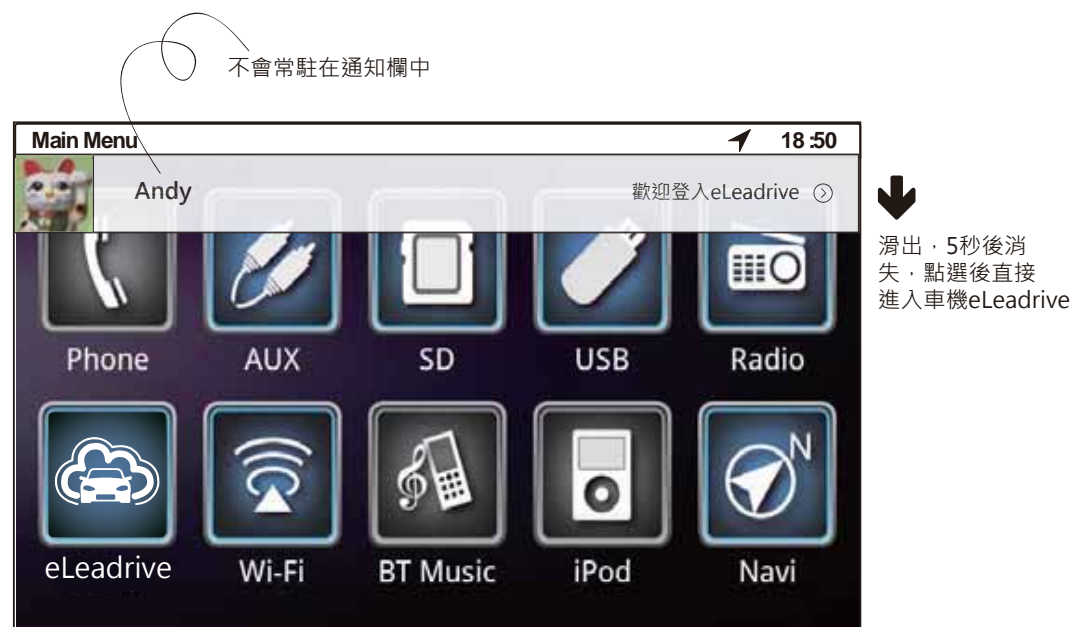 不會常駐在通知欄中
Main Menu 18:50
Andy 歡迎登入eLeadrive
滑出，5秒後消
失，點選後直接
進入車機eLeadrive
Phone AUX SD USB Radio
N
eLeadrive Wi-Fi BT Music iPod Navi